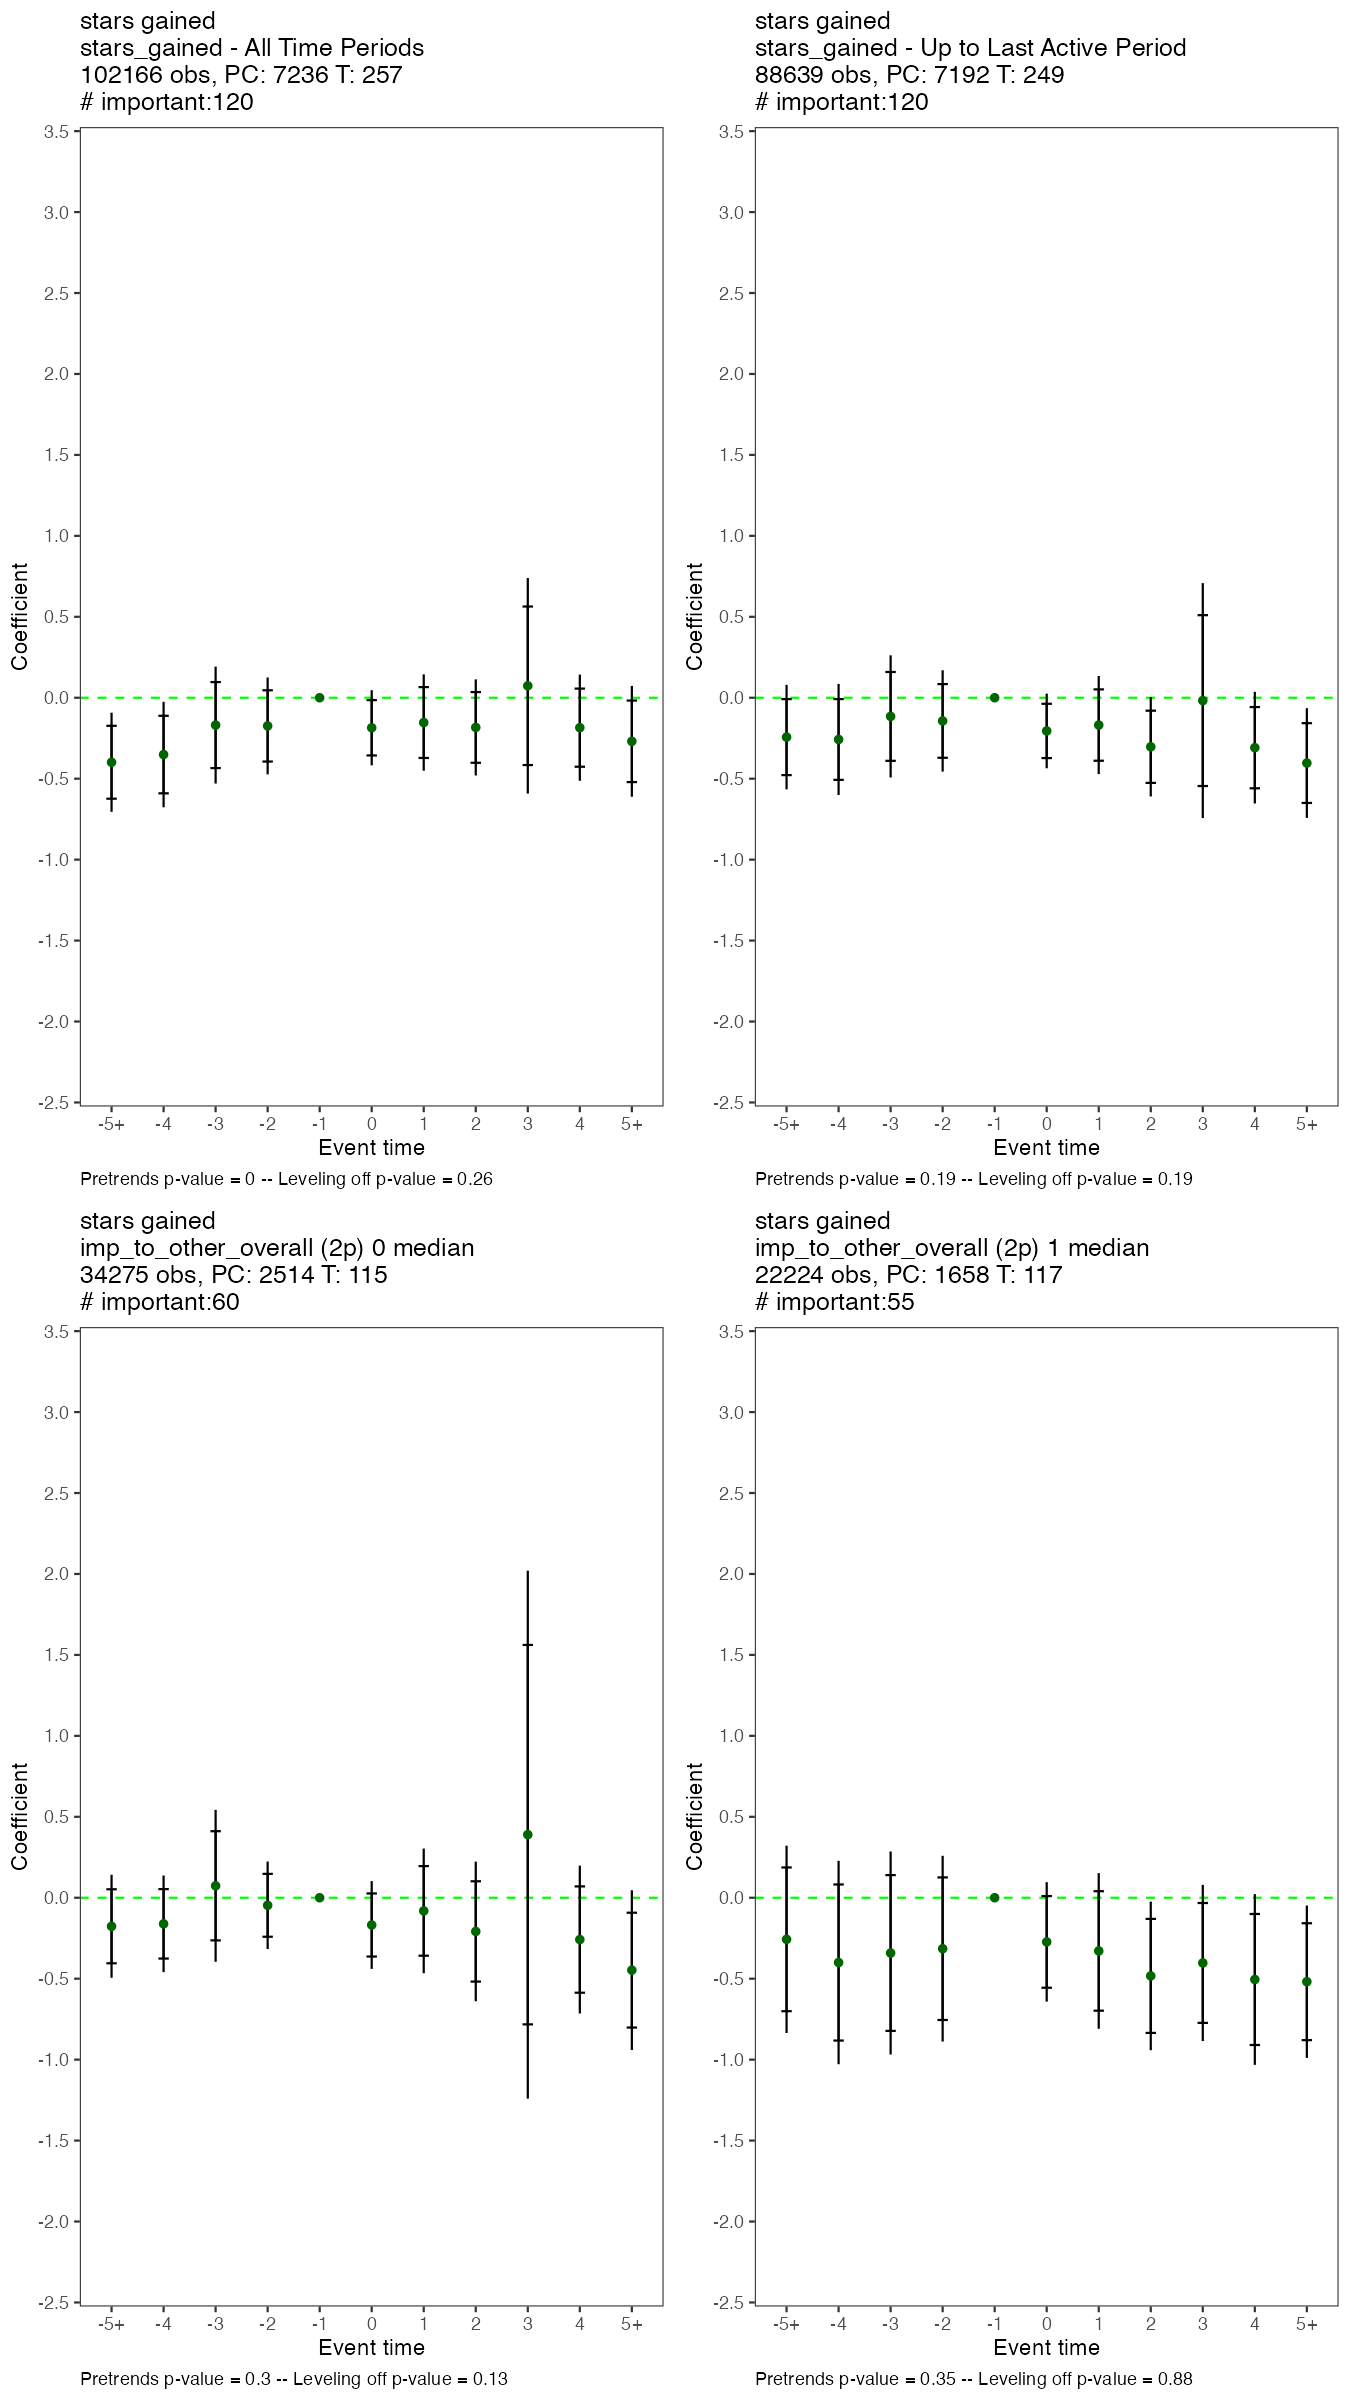 stars gained
stars_gained - All Time Periods
102166 obs, PC: 7236 T: 257
# important:120
3.5
3.0
2.5
2.0
1.5
1.0
0.5
0.0
-0.5
-1.0
-1.5
-2.0
-2.5
Coefficient
-5+ -4 -3 -2 -1 0 1 2 3 4 5+
Event time
Pretrends p-value = 0 -- Leveling off p-value = 0.26
stars gained
stars_gained - Up to Last Active Period
88639 obs, PC: 7192 T: 249
# important:120
3.5
3.0
2.5
2.0
1.5
1.0
0.5
0.0
-0.5
-1.0
-1.5
-2.0
-2.5
Coefficient
-5+ -4 -3 -2 -1 0 1 2 3 4 5+
Event time
Pretrends p-value = 0.19 -- Leveling off p-value = 0.19
stars gained
imp_to_other_overall (2p) 0 median
34275 obs, PC: 2514 T: 115
# important:60
3.5
3.0
2.5
2.0
1.5
1.0
0.5
0.0
-0.5
-1.0
-1.5
-2.0
-2.5
Coefficient
-5+ -4 -3 -2 -1 0 1 2 3 4 5+
Event time
Pretrends p-value = 0.3 -- Leveling off p-value = 0.13
stars gained
imp_to_other_overall (2p) 1 median
22224 obs, PC: 1658 T: 117
# important:55
3.5
3.0
2.5
2.0
1.5
1.0
0.5
0.0
-0.5
-1.0
-1.5
-2.0
-2.5
Coefficient
-5+ -4 -3 -2 -1 0 1 2 3 4 5+
Event time
Pretrends p-value = 0.35 -- Leveling off p-value = 0.88